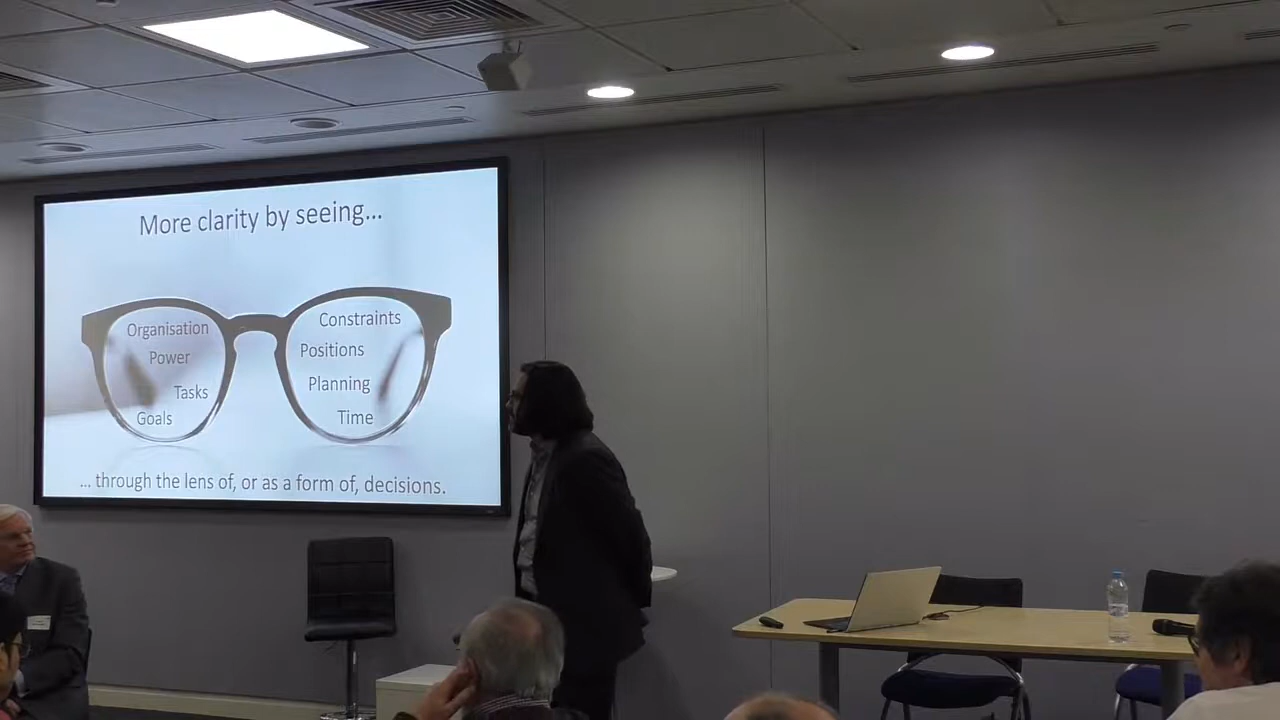 More clarity by seeing...
Organisation
Power
Tasks
Goals
Constraints
Positions
Planning
Time
... through the lens of, or as a form of, decisions.